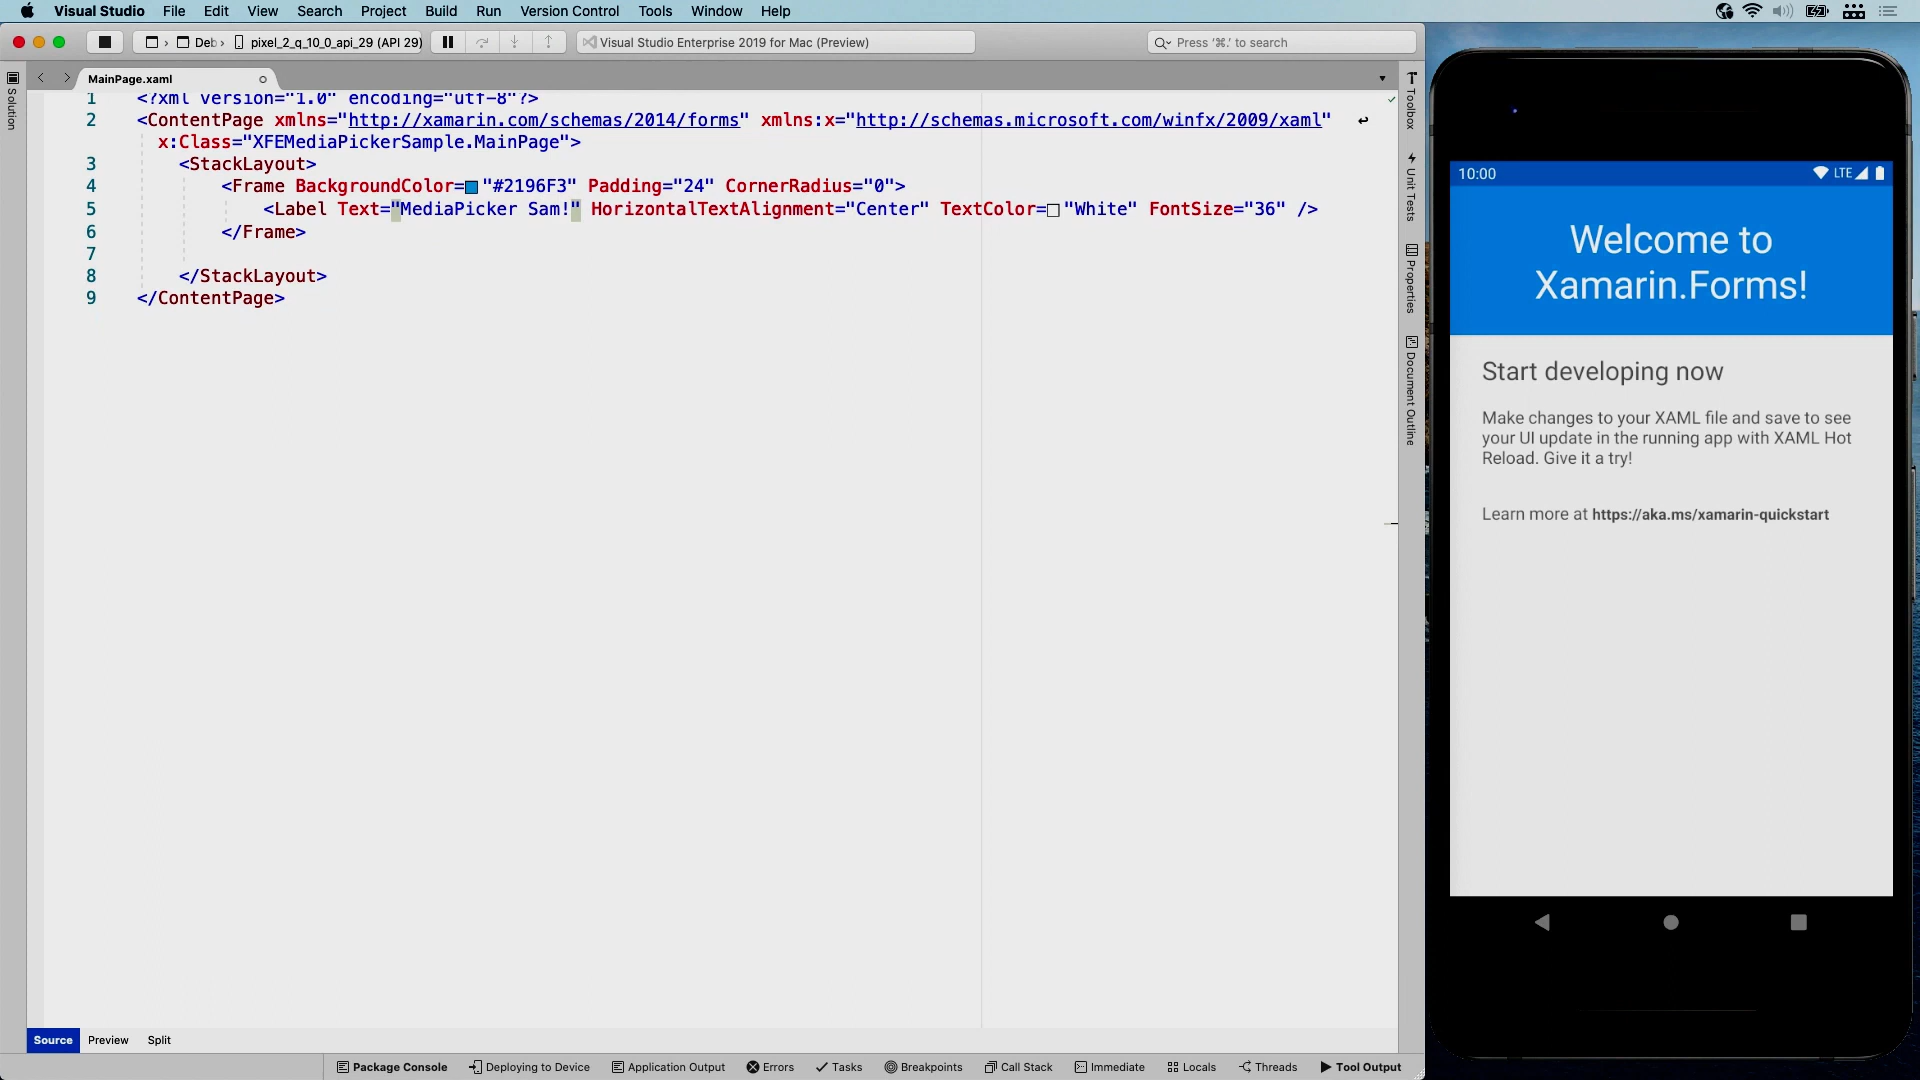 Visual Studio File Edit View Search Project Build Run Version Control Tools Window Help
Deb pixel_2_q_10_0_api_29 (API 29) Visual Studio Enterprise 2019 for Mac (Preview) Press '⌘.' to search
MainPage.xaml
Solution
1 <?xml version="1.0" encoding="utf-8"?>
2 <ContentPage xmlns="http://xamarin.com/schemas/2014/forms" xmlns:x="http://schemas.microsoft.com/winfx/2009/xaml"
x:Class="XFEMediaPickerSample.MainPage">
3 <StackLayout>
4 <Frame BackgroundColor="#2196F3" Padding="24" CornerRadius="0">
5 <Label Text="MediaPicker Sam!" HorizontalTextAlignment="Center" TextColor="White" FontSize="36" />
6 </Frame>
7
8 </StackLayout>
9 </ContentPage>
Toolbox
Unit Tests
Properties
Document Outline
Source Preview Split
Package Console Deploying to Device Application Output Errors Tasks Breakpoints Call Stack Immediate Locals Threads Tool Output
10:00 LTE
Welcome to
Xamarin.Forms!
Start developing now
Make changes to your XAML file and save to see
your UI update in the running app with XAML Hot
Reload. Give it a try!
Learn more at https://aka.ms/xamarin-quickstart